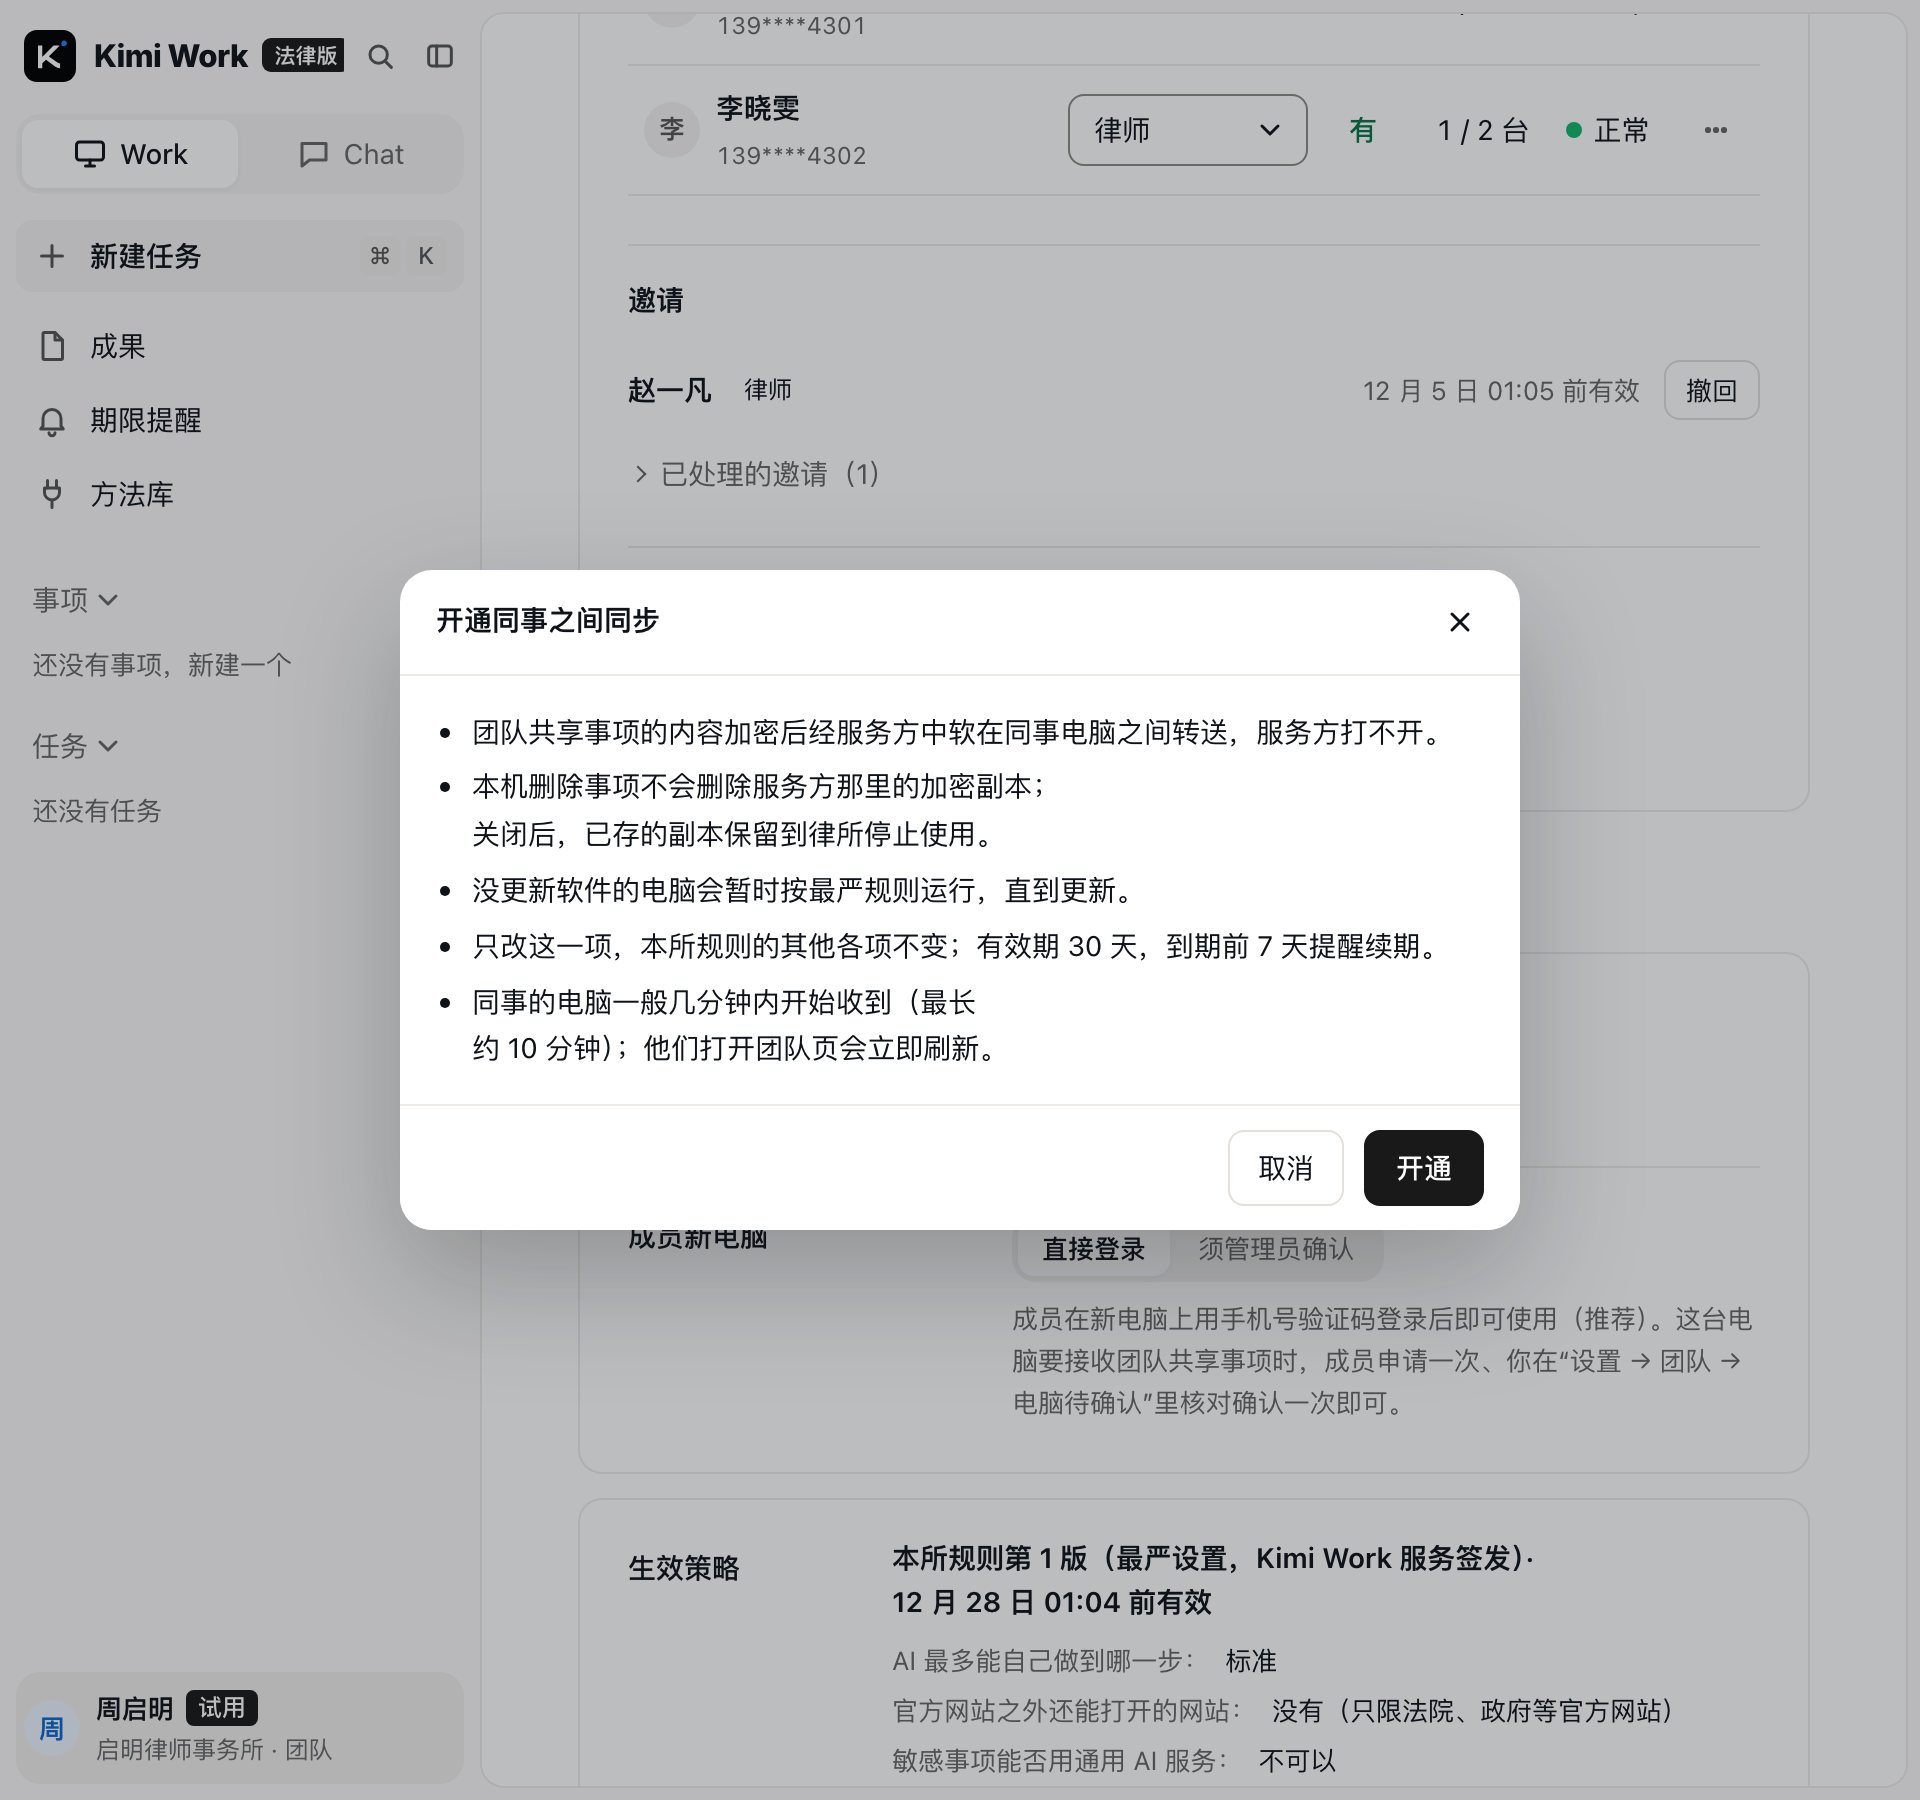 Kimi Work 法律版
Work
Chat
新建任务 ⌘ K
成果
期限提醒
方法库
事项
还没有事项，新建一个
任务
还没有任务
周 周启明 试用
启明律师事务所 · 团队
139****4301
李 李晓雯
139****4302
律师
有
1 / 2 台
正常
邀请
赵一凡 律师 12 月 5 日 01:05 前有效 撤回
已处理的邀请（1）
开通同事之间同步
• 团队共享事项的内容加密后经服务方中软在同事电脑之间转送，服务方打不开。
• 本机删除事项不会删除服务方那里的加密副本；
关闭后，已存的副本保留到律所停止使用。
• 没更新软件的电脑会暂时按最严规则运行，直到更新。
• 只改这一项，本所规则的其他各项不变；有效期 30 天，到期前 7 天提醒续期。
• 同事的电脑一般几分钟内开始收到（最长
约 10 分钟）；他们打开团队页会立即刷新。
取消 开通
成员新电脑 直接登录 须管理员确认
成员在新电脑上用手机号验证码登录后即可使用（推荐）。这台电
脑要接收团队共享事项时，成员申请一次、你在“设置 → 团队 →
电脑待确认”里核对确认一次即可。
生效策略
本所规则第 1 版（最严设置，Kimi Work 服务签发）·
12 月 28 日 01:04 前有效
AI 最多能自己做到哪一步： 标准
官方网站之外还能打开的网站： 没有（只限法院、政府等官方网站）
敏感事项能否用通用 AI 服务： 不可以